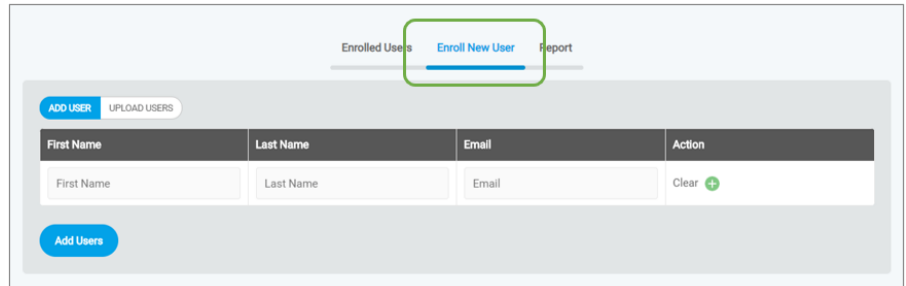 Enrolled Users Enroll New User Report
ADD USER UPLOAD USERS
First Name Last Name Email Action
First Name Last Name Email Clear
Add Users